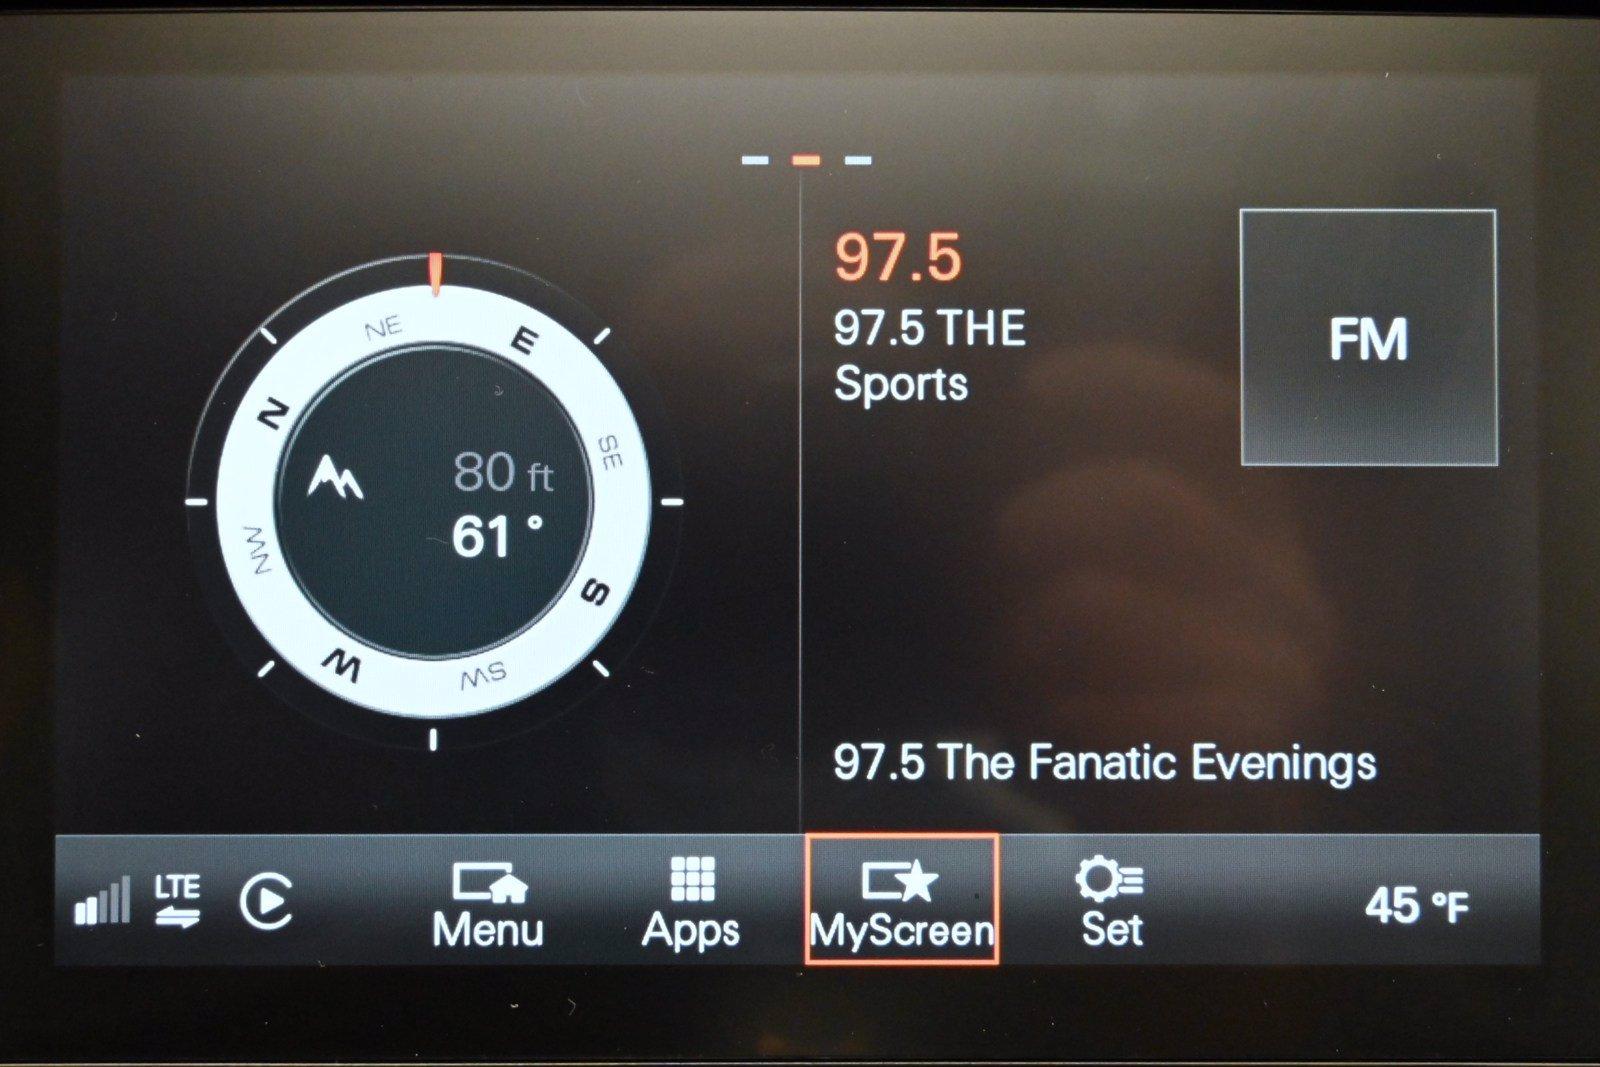 97.5
97.5 THE
Sports
FM
NE
E
N
SE
80 ft
61 °
NW
S
W
SW
97.5 The Fanatic Evenings
LTE
Menu
Apps
MyScreen
Set
45 °F